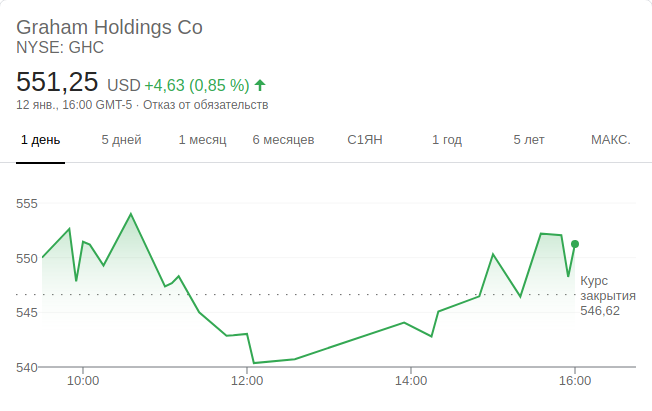 Graham Holdings Co
NYSE: GHC
551,25 USD +4,63 (0,85 %)
12 янв., 16:00 GMT-5 · Отказ от обязательств
1 день 5 дней 1 месяц 6 месяцев С1ЯН 1 год 5 лет МАКС.
555
550
545
540
Курс
закрытия
546,62
10:00 12:00 14:00 16:00